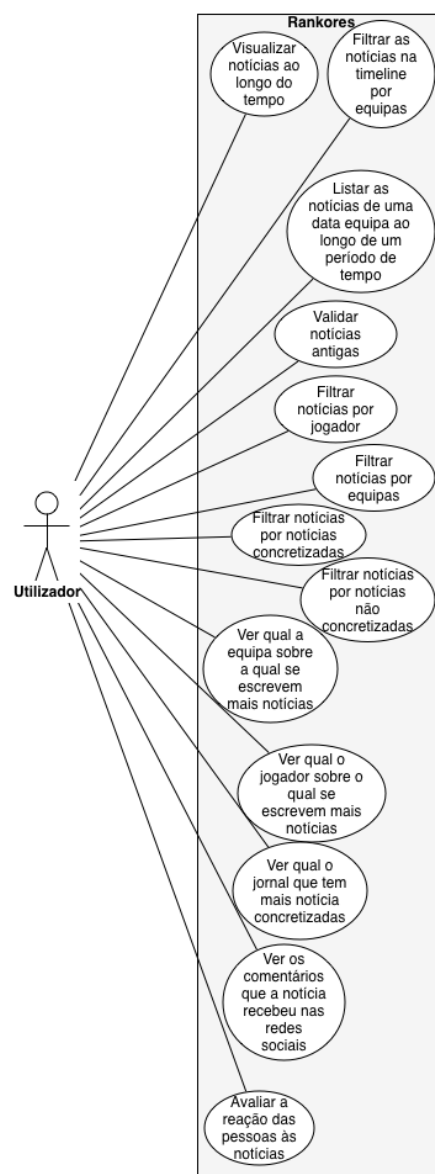 Rankores
Visualizar
notícias ao
longo do
tempo
Filtrar as
notícias na
timeline
por
equipas
Listar as
notícias de uma
data equipa ao
longo de um
período de
tempo
Validar
notícias
antigas
Filtrar
notícias por
jogador
Filtrar
notícias por
equipas
Filtrar notícias
por notícias
concretizadas
Filtrar notícias
por notícias
não
concretizadas
Utilizador
Ver qual a
equipa sobre
a qual se
escrevem
mais notícias
Ver qual o
jogador sobre o
qual se
escrevem mais
notícias
Ver qual o
jornal que tem
mais notícia
concretizadas
Ver os
comentários
que a notícia
recebeu nas
redes
sociais
Avaliar a
reação das
pessoas às
notícias